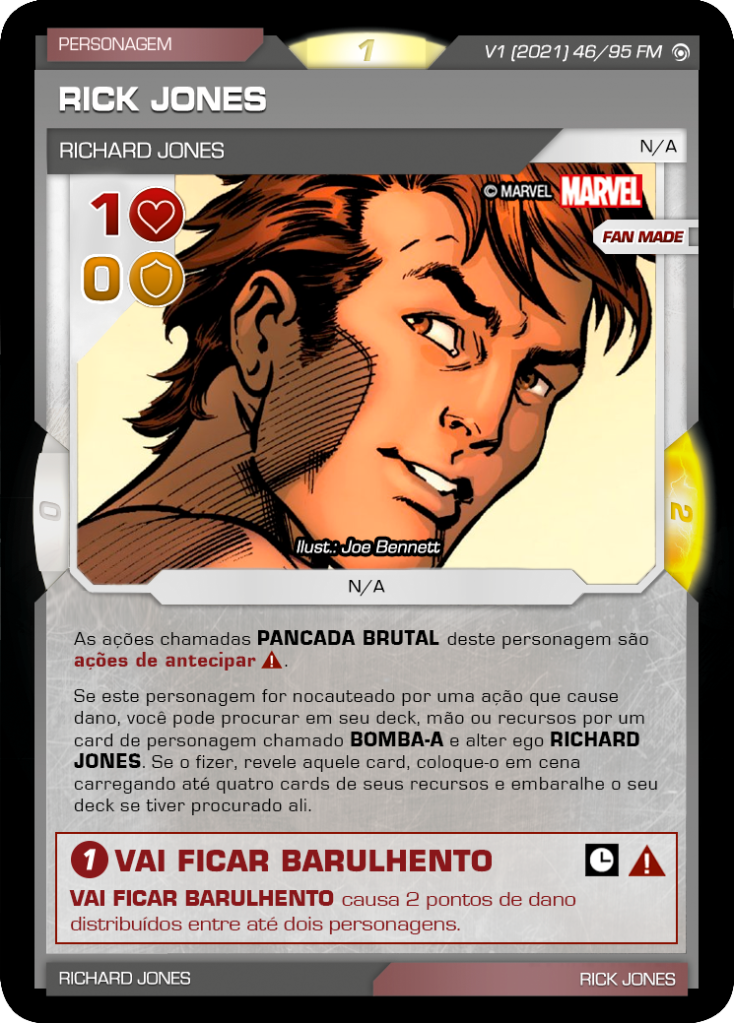 PERSONAGEM
1
V1 (2021) 46/95 FM
RICK JONES
RICHARD JONES
N/A
© MARVEL MARVEL
1
FAN MADE
0
0
2
Ilust.: Joe Bennett
N/A
As ações chamadas PANCADA BRUTAL deste personagem são
ações de antecipar.
Se este personagem for nocauteado por uma ação que cause
dano, você pode procurar em seu deck, mão ou recursos por um
card de personagem chamado BOMBA-A e alter ego RICHARD
JONES. Se o fizer, revele aquele card, coloque-o em cena
carregando até quatro cards de seus recursos e embaralhe o seu
deck se tiver procurado ali.
1 VAI FICAR BARULHENTO
VAI FICAR BARULHENTO causa 2 pontos de dano
distribuídos entre até dois personagens.
RICHARD JONES
RICK JONES